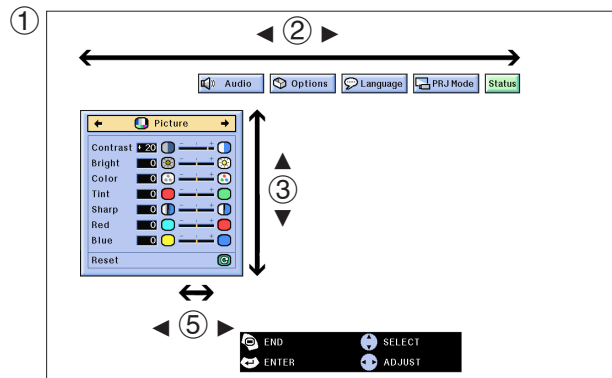 ①
◄ ② ►
Audio Options Language PRJ Mode Status
Picture
Contrast +20 - +
Bright 0 - +
Color 0 - +
Tint 0 - +
Sharp 0 - +
Red 0 - +
Blue 0 - +
Reset
▲
③
▼
◄ ⑤ ►
END SELECT
ENTER ADJUST